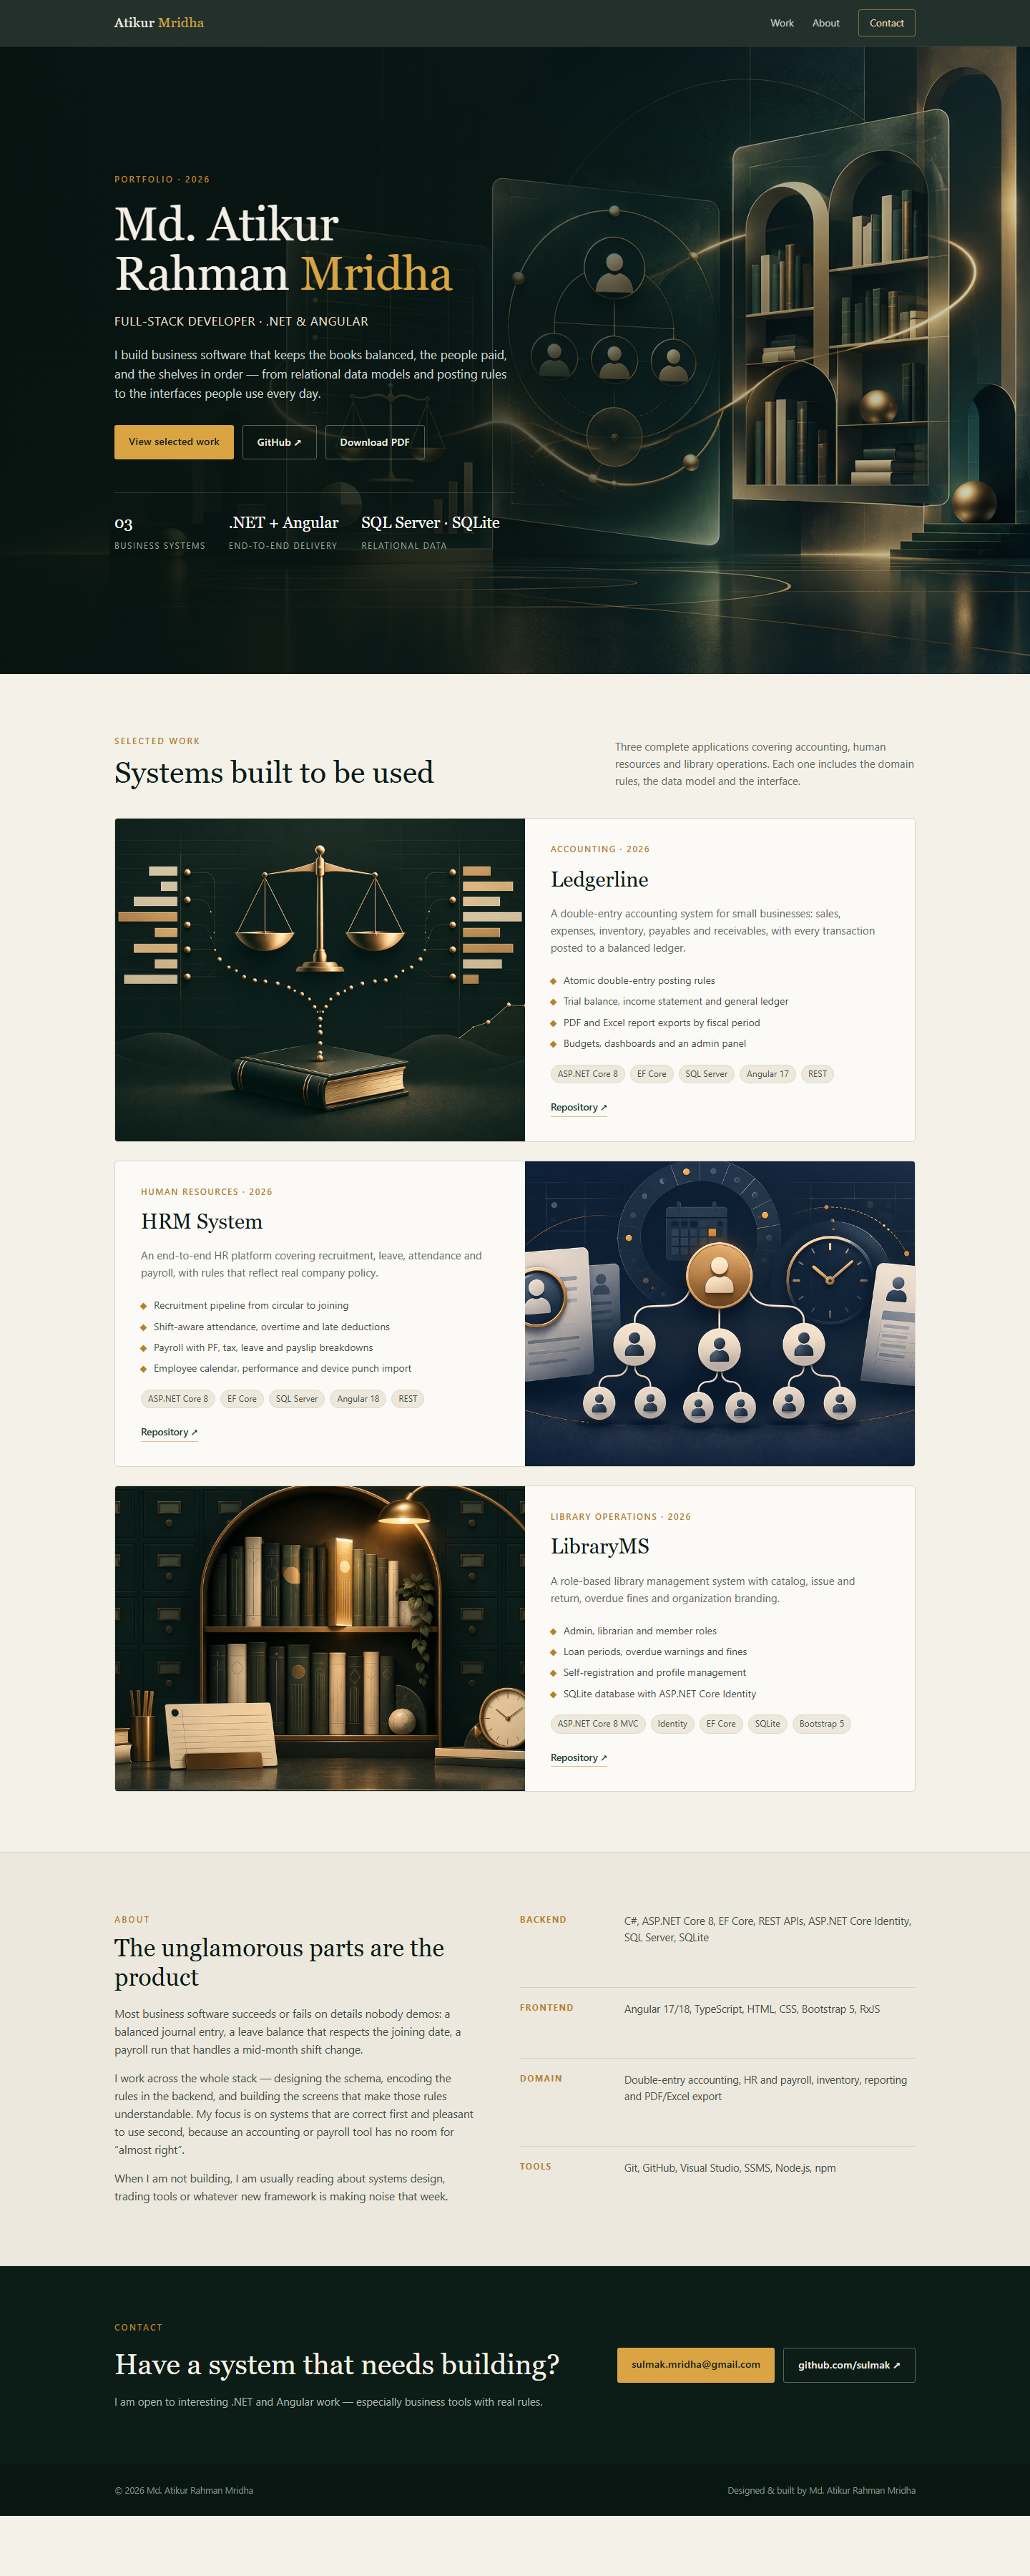 Atikur Mridha
Work
About
Contact
PORTFOLIO · 2026
Md. Atikur
Rahman Mridha
FULL-STACK DEVELOPER · .NET & ANGULAR
I build business software that keeps the books balanced, the people paid,
and the shelves in order — from relational data models and posting rules
to the interfaces people use every day.
View selected work
GitHub ↗
Download PDF
03
BUSINESS SYSTEMS
.NET + Angular
END-TO-END DELIVERY
SQL Server · SQLite
RELATIONAL DATA
SELECTED WORK
Systems built to be used
Three complete applications covering accounting, human
resources and library operations. Each one includes the domain
rules, the data model and the interface.
ACCOUNTING · 2026
Ledgerline
A double-entry accounting system for small businesses: sales,
expenses, inventory, payables and receivables, with every transaction
posted to a balanced ledger.
Atomic double-entry posting rules
Trial balance, income statement and general ledger
PDF and Excel report exports by fiscal period
Budgets, dashboards and an admin panel
ASP.NET Core 8
EF Core
SQL Server
Angular 17
REST
Repository ↗
HUMAN RESOURCES · 2026
HRM System
An end-to-end HR platform covering recruitment, leave, attendance and
payroll, with rules that reflect real company policy.
Recruitment pipeline from circular to joining
Shift-aware attendance, overtime and late deductions
Payroll with PF, tax, leave and payslip breakdowns
Employee calendar, performance and device punch import
ASP.NET Core 8
EF Core
SQL Server
Angular 18
REST
Repository ↗
LIBRARY OPERATIONS · 2026
LibraryMS
A role-based library management system with catalog, issue and
return, overdue fines and organization branding.
Admin, librarian and member roles
Loan periods, overdue warnings and fines
Self-registration and profile management
SQLite database with ASP.NET Core Identity
ASP.NET Core 8 MVC
Identity
EF Core
SQLite
Bootstrap 5
Repository ↗
ABOUT
The unglamorous parts are the
product
Most business software succeeds or fails on details nobody demos: a
balanced journal entry, a leave balance that respects the joining date, a
payroll run that handles a mid-month shift change.
I work across the whole stack — designing the schema, encoding the
rules in the backend, and building the screens that make those rules
understandable. My focus is on systems that are correct first and pleasant
to use second, because an accounting or payroll tool has no room for
"almost right".
When I am not building, I am usually reading about systems design,
trading tools or whatever new framework is making noise that week.
BACKEND
C#, ASP.NET Core 8, EF Core, REST APIs, ASP.NET Core Identity,
SQL Server, SQLite
FRONTEND
Angular 17/18, TypeScript, HTML, CSS, Bootstrap 5, RxJS
DOMAIN
Double-entry accounting, HR and payroll, inventory, reporting
and PDF/Excel export
TOOLS
Git, GitHub, Visual Studio, SSMS, Node.js, npm
CONTACT
Have a system that needs building?
I am open to interesting .NET and Angular work — especially business tools with real rules.
sulmak.mridha@gmail.com
github.com/sulmak ↗
© 2026 Md. Atikur Rahman Mridha
Designed & built by Md. Atikur Rahman Mridha